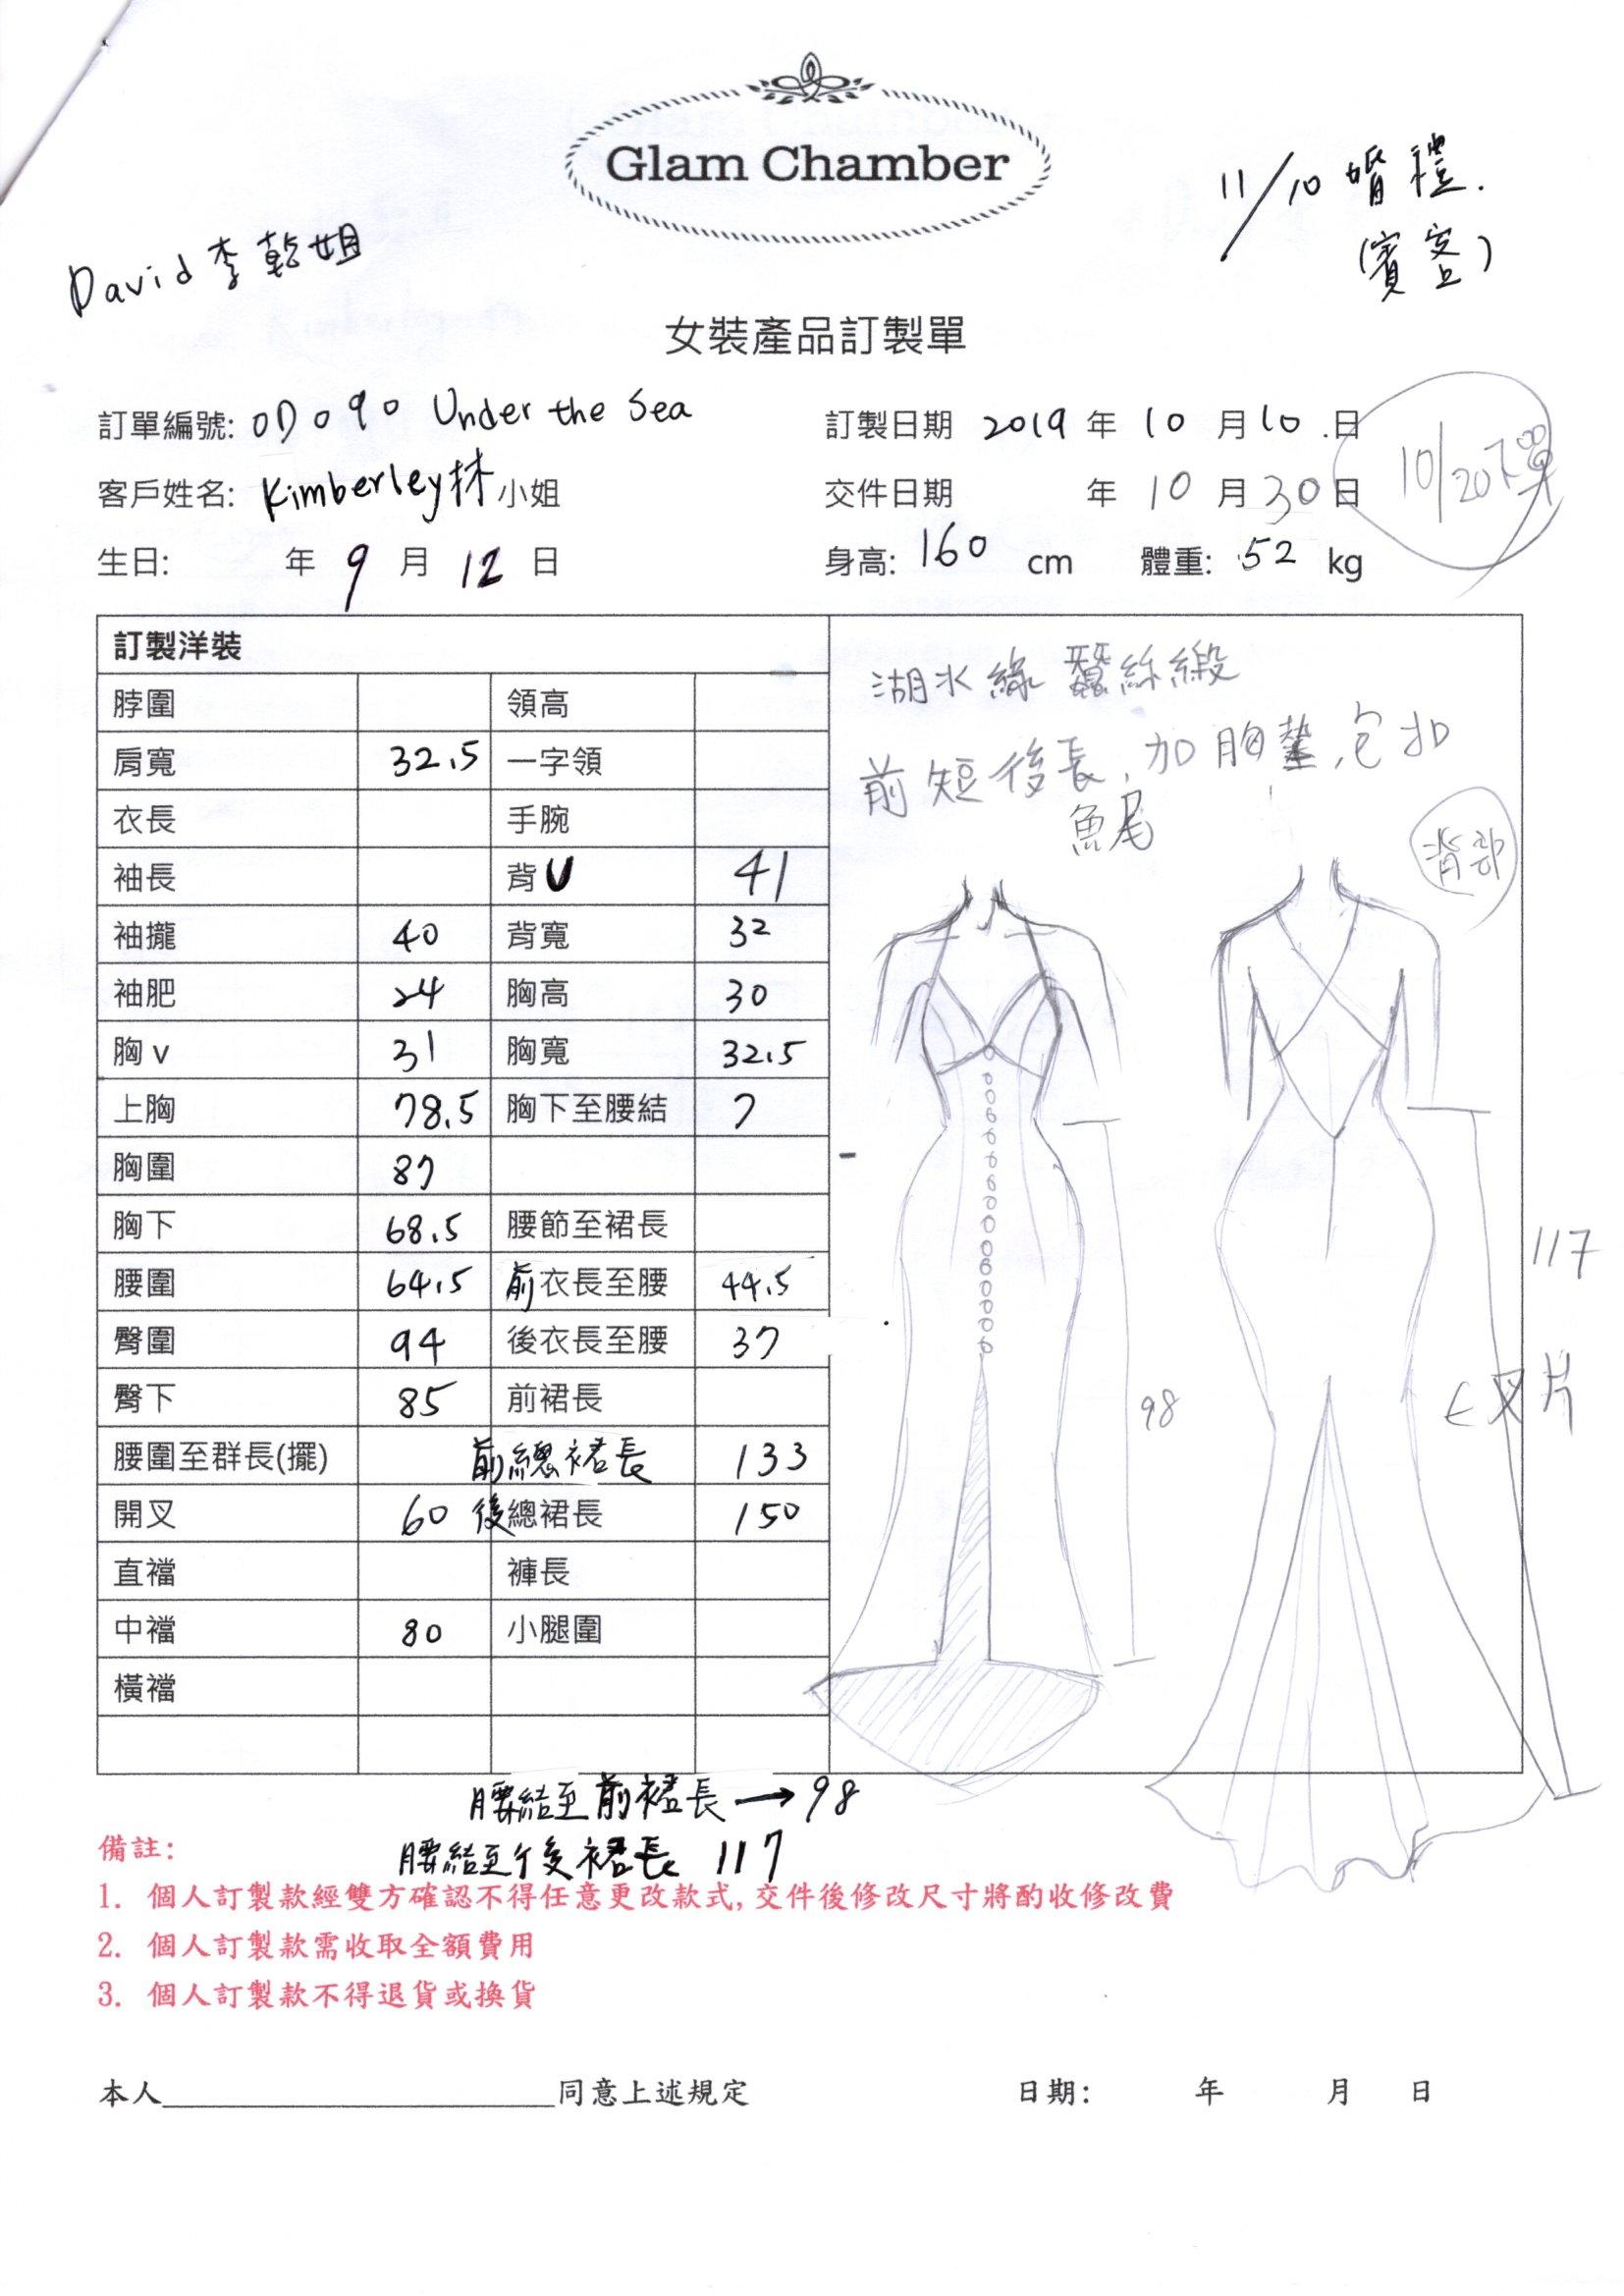 Glam Chamber
11/10 婚禮.
(賓客)
David 李乾姐
女裝產品訂製單
訂單編號: OD090 Under the Sea
訂製日期 2019 年 10 月 10 .日
客戶姓名: Kimberley林 小姐
交件日期 年 10 月 30 日
10/20下單
生日: 年 9 月 12 日
身高: 160 cm 體重: 52 kg
訂製洋裝
湖水綠 蠶絲緞
前短後長, 加胸墊, 包扣
魚尾
背部
脖圍 領高
肩寬 32.5 一字領
衣長 手腕
袖長 背V 41
袖攏 40 背寬 32
袖肥 24 胸高 30
胸v 31 胸寬 32.5
上胸 78.5 胸下至腰結 7
胸圍 87
胸下 68.5 腰節至裙長
腰圍 64.5 前衣長至腰 44.5
臀圍 94 後衣長至腰 37
臀下 85 前裙長
腰圍至群長(擺) 前總裙長 133
開叉 60 後總裙長 150
直襠 褲長
中襠 80 小腿圍
橫襠
117
98
叉片
腰結至前裙長→98
腰結至後裙長 117
備註:
1. 個人訂製款經雙方確認不得任意更改款式, 交件後修改尺寸將酌收修改費
2. 個人訂製款需收取全額費用
3. 個人訂製款不得退貨或換貨
本人____________________同意上述規定
日期: 年 月 日